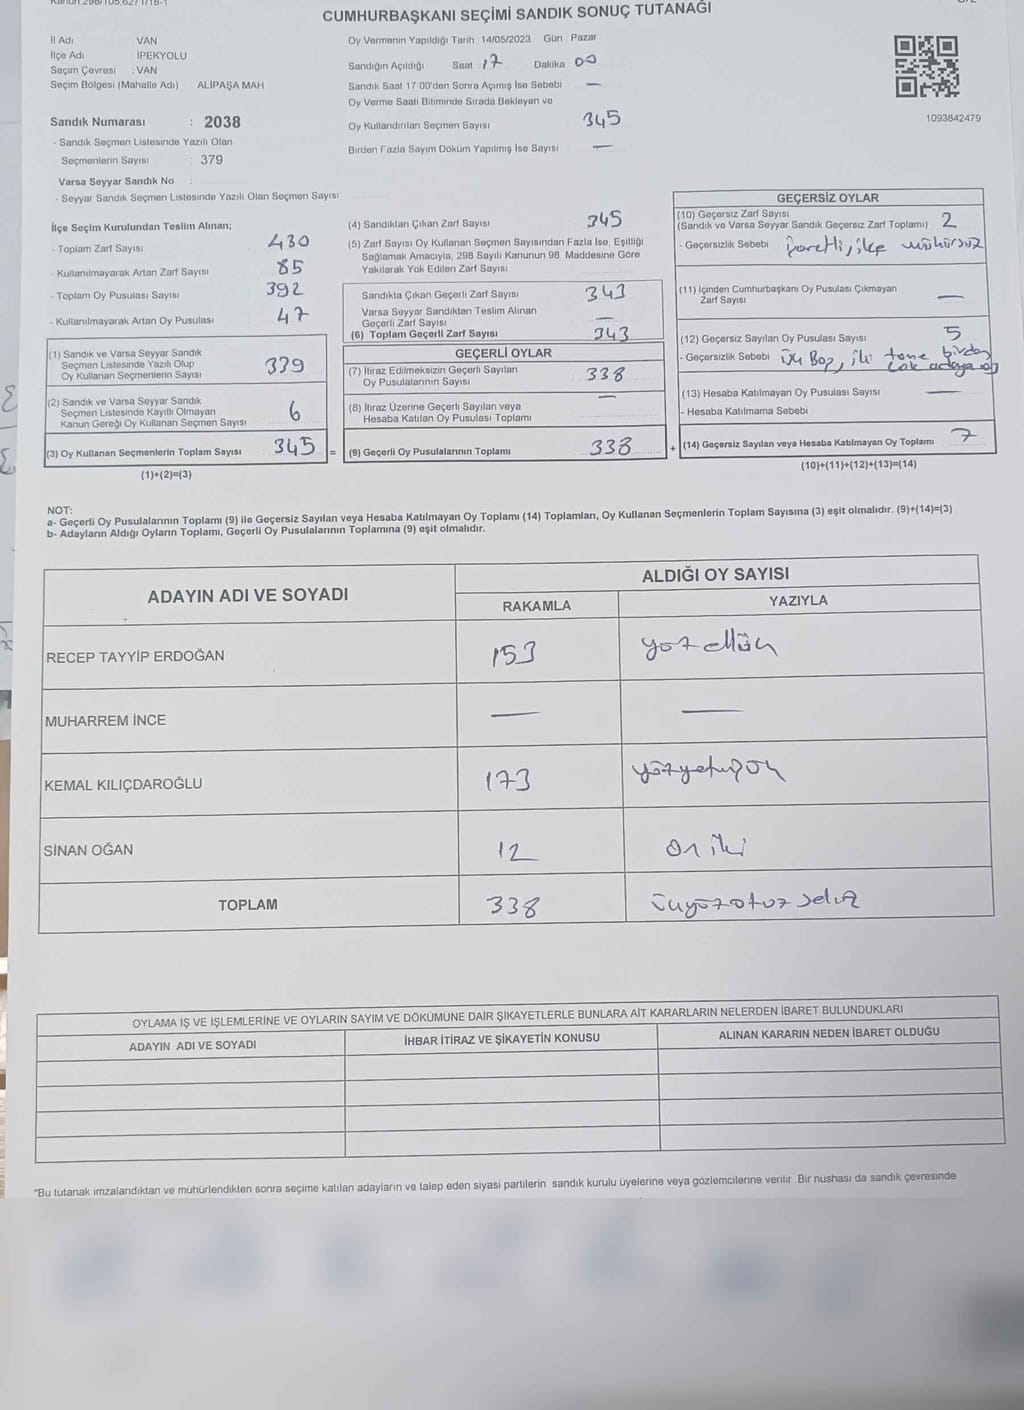 CUMHURBAŞKANI SEÇİMİ SANDIK SONUÇ TUTANAĞI
İl Adı VAN
İlçe Adı İPEKYOLU
Seçim Çevresi : VAN
Seçim Bölgesi (Mahalle Adı) ALİPAŞA MAH
Sandık Numarası : 2038
- Sandık Seçmen Listesinde Yazılı Olan
Seçmenlerin Sayısı : 379
Varsa Seyyar Sandık No :
- Seyyar Sandık Seçmen Listesinde Yazılı Olan Seçmen Sayısı
Oy Vermenin Yapıldığı Tarih 14/05/2023 Gün Pazar
Sandığın Açıldığı Saat 17 Dakika 00
Sandık Saat 17 00'den Sonra Açımış İse Sebebi —
Oy Verme Saati Bitiminde Sırada Bekleyen ve
Oy Kullandırılan Seçmen Sayısı 345
Birden Fazla Sayım Döküm Yapılmış İse Sayısı —
1093842479
İlçe Seçim Kurulundan Teslim Alınan;
- Toplam Zarf Sayısı 430
- Kullanılmayarak Artan Zarf Sayısı 85
- Toplam Oy Pusulası Sayısı 392
- Kullanılmayarak Artan Oy Pusulası 47
(1) Sandık ve Varsa Seyyar Sandık
Seçmen Listesinde Yazılı Olup
Oy Kullanan Seçmenlerin Sayısı 339
(2) Sandık ve Varsa Seyyar Sandık
Seçmen Listesinde Kayıtlı Olmayan
Kanun Gereği Oy Kullanan Seçmen Sayısı 6
(3) Oy Kullanan Seçmenlerin Toplam Sayısı 345 =
(1)+(2)=(3)
(4) Sandıktan Çıkan Zarf Sayısı 345
(5) Zarf Sayısı Oy Kullanan Seçmen Sayısından Fazla İse, Eşitliği
Sağlamak Amacıyla, 298 Sayılı Kanunun 98. Maddesine Göre
Yakılarak Yok Edilen Zarf Sayısı
Sandıkta Çıkan Geçerli Zarf Sayısı 343
Varsa Seyyar Sandıktan Teslim Alınan
Geçerli Zarf Sayısı —
(6) Toplam Geçerli Zarf Sayısı 343
GEÇERLİ OYLAR
(7) İtiraz Edilmeksizin Geçerli Sayılan
Oy Pusulalarının Sayısı 338
(8) İtiraz Üzerine Geçerli Sayılan veya
Hesaba Katılan Oy Pusulası Toplamı —
(9) Geçerli Oy Pusulalarının Toplamı 338 +
GEÇERSİZ OYLAR
(10) Geçersiz Zarf Sayısı
(Sandık ve Varsa Seyyar Sandık Geçersiz Zarf Toplamı) 2
- Geçersizlik Sebebi İşaretli, ilçe mühürsüz
(11) İçinden Cumhurbaşkanı Oy Pusulası Çıkmayan
Zarf Sayısı —
(12) Geçersiz Sayılan Oy Pusulası Sayısı 5
- Geçersizlik Sebebi Üç Boş, iki tane birden
çok adaya oy
(13) Hesaba Katılmayan Oy Pusulası Sayısı —
- Hesaba Katılmama Sebebi
(14) Geçersiz Sayılan veya Hesaba Katılmayan Oy Toplamı 7
(10)+(11)+(12)+(13)=(14)
NOT:
a- Geçerli Oy Pusulalarının Toplamı (9) ile Geçersiz Sayılan veya Hesaba Katılmayan Oy Toplamı (14) Toplamları, Oy Kullanan Seçmenlerin Toplam Sayısına (3) eşit olmalıdır. (9)+(14)=(3)
b- Adayların Aldığı Oyların Toplamı, Geçerli Oy Pusulalarının Toplamına (9) eşit olmalıdır.
ADAYIN ADI VE SOYADI ALDIĞI OY SAYISI
RAKAMLA YAZIYLA
RECEP TAYYİP ERDOĞAN 153 yüz elliüç
MUHARREM İNCE — —
KEMAL KILIÇDAROĞLU 173 yüzyetmişüç
SİNAN OĞAN 12 On iki
TOPLAM 338 üçyüzotuz sekiz
OYLAMA İŞ VE İŞLEMLERİNE VE OYLARIN SAYIM VE DÖKÜMÜNE DAİR ŞİKAYETLERLE BUNLARA AİT KARARLARIN NELERDEN İBARET BULUNDUKLARI
ADAYIN ADI VE SOYADI İHBAR İTİRAZ VE ŞİKAYETİN KONUSU ALINAN KARARIN NEDEN İBARET OLDUĞU
*Bu tutanak imzalandıktan ve mühürlendikten sonra seçime katılan adayların ve talep eden siyasi partilerin sandık kurulu üyelerine veya gözlemcilerine verilir Bir nüshası da sandık çevresinde